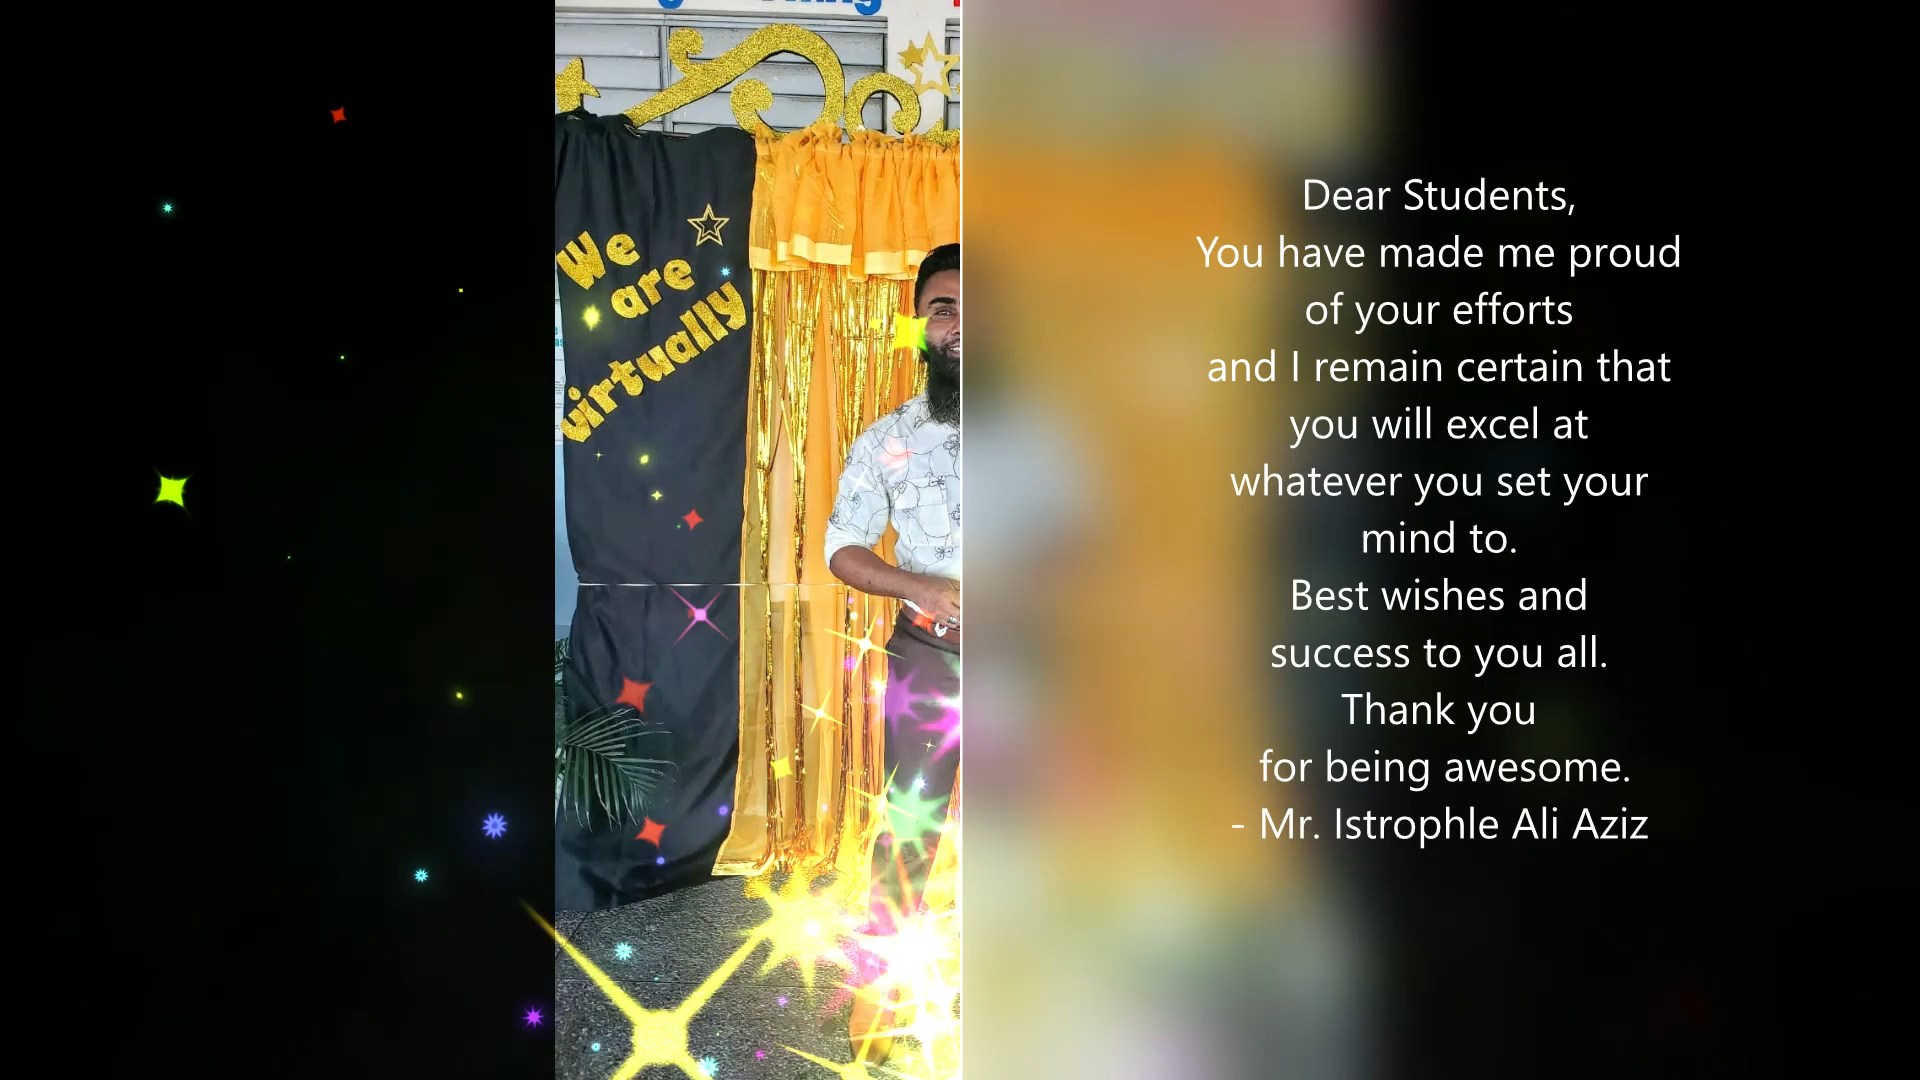 We
are
virtually
Dear Students,
You have made me proud
of your efforts
and I remain certain that
you will excel at
whatever you set your
mind to.
Best wishes and
success to you all.
Thank you
for being awesome.
- Mr. Istrophle Ali Aziz